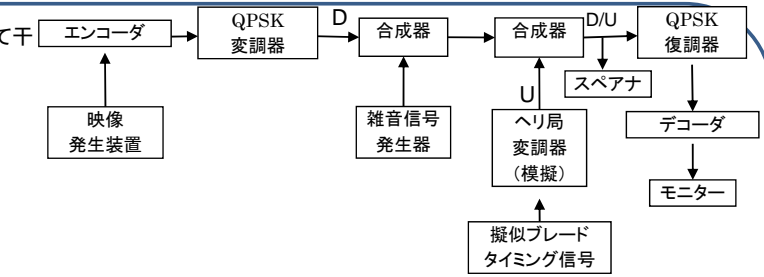 て干
エンコーダ
QPSK
変調器
D
合成器
合成器
D/U
QPSK
復調器
スペアナ
映像
発生装置
雑音信号
発生器
U
ヘリ局
変調器
（模擬）
デコーダ
モニター
擬似ブレード
タイミング信号